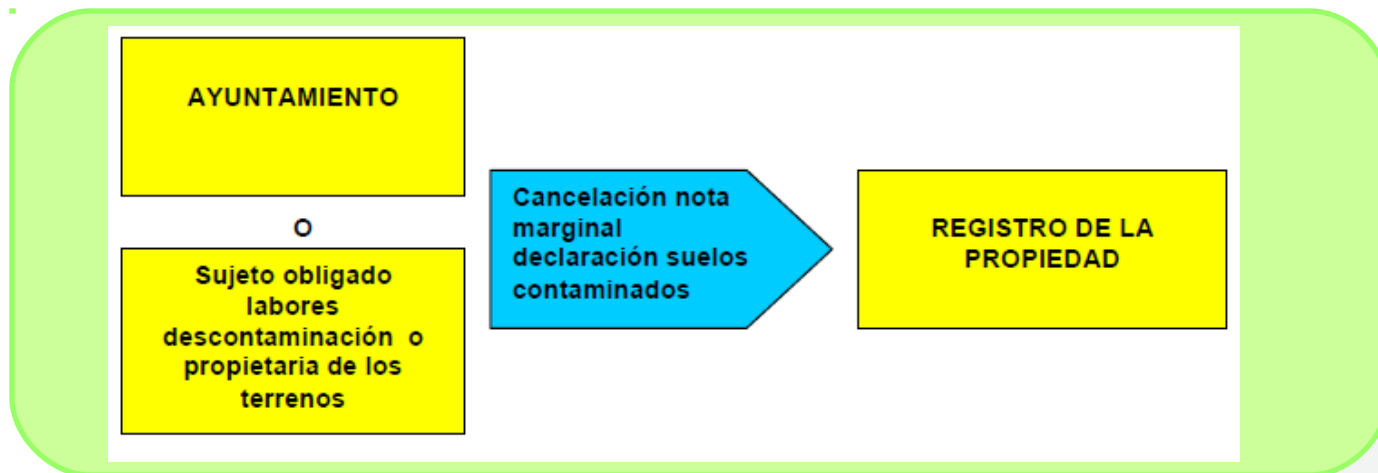 AYUNTAMIENTO
O
Sujeto obligado
labores
descontaminación o
propietaria de los
terrenos
Cancelación nota
marginal
declaración suelos
contaminados
REGISTRO DE LA
PROPIEDAD